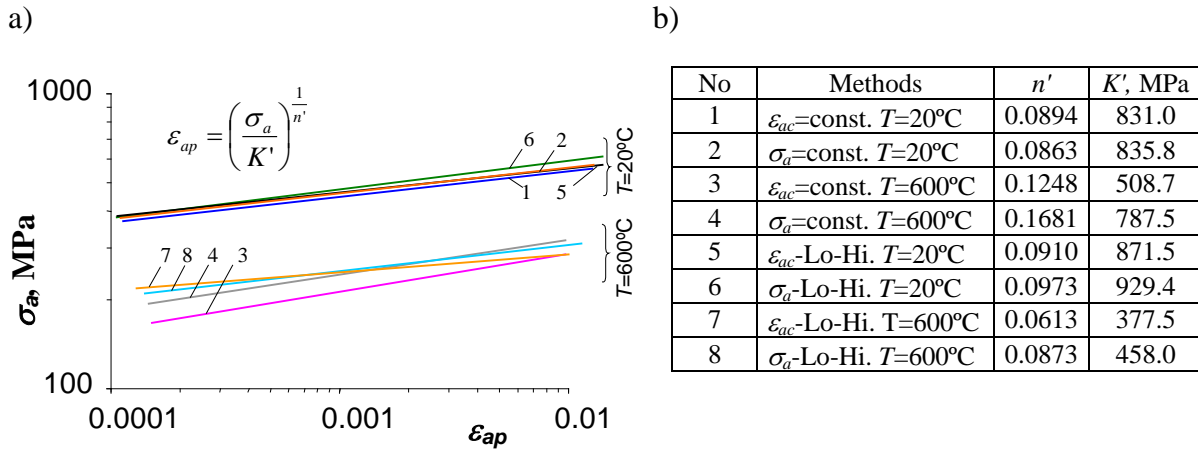 a)
b)
1000
100
σa, MPa
0.0001 0.001 0.01
εap
εap = (σa / K')^(1/n')
6 2
1 5
7 8 4 3
T=20ºC
T=600ºC
No Methods n' K', MPa
1 εac=const. T=20ºC 0.0894 831.0
2 σa=const. T=20ºC 0.0863 835.8
3 εac=const. T=600ºC 0.1248 508.7
4 σa=const. T=600ºC 0.1681 787.5
5 εac-Lo-Hi. T=20ºC 0.0910 871.5
6 σa-Lo-Hi. T=20ºC 0.0973 929.4
7 εac-Lo-Hi. T=600ºC 0.0613 377.5
8 σa-Lo-Hi. T=600ºC 0.0873 458.0